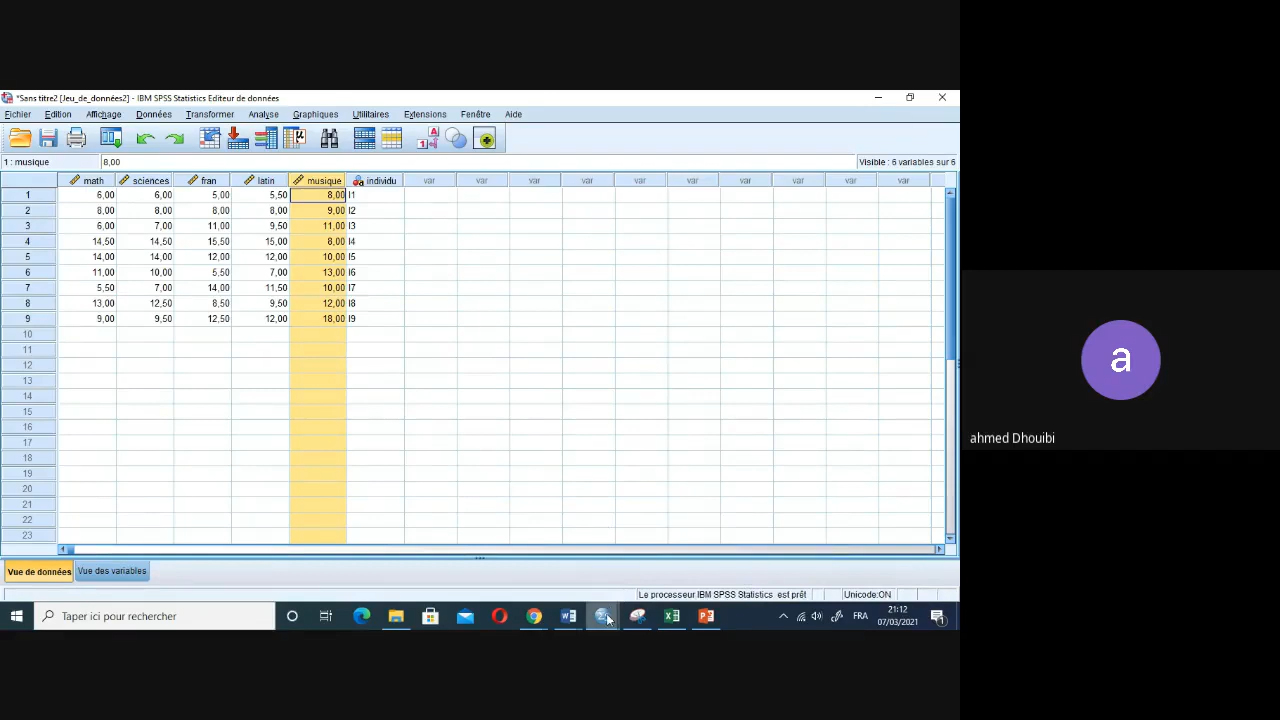 *Sans titre2 [Jeu_de_données2] - IBM SPSS Statistics Editeur de données
Fichier Edition Affichage Données Transformer Analyse Graphiques Utilitaires Extensions Fenêtre Aide
1 : musique 8,00 Visible : 6 variables sur 6
math sciences fran latin musique individu var var var var var var var var var var
1 6,00 6,00 5,00 5,50 8,00 I1
2 8,00 8,00 8,00 8,00 9,00 I2
3 6,00 7,00 11,00 9,50 11,00 I3
4 14,50 14,50 15,50 15,00 8,00 I4
5 14,00 14,00 12,00 12,00 10,00 I5
6 11,00 10,00 5,50 7,00 13,00 I6
7 5,50 7,00 14,00 11,50 10,00 I7
8 13,00 12,50 8,50 9,50 12,00 I8
9 9,00 9,50 12,50 12,00 18,00 I9
10
11
12
13
14
15
16
17
18
19
20
21
22
23
Vue de données Vue des variables
Le processeur IBM SPSS Statistics est prêt Unicode:ON
Taper ici pour rechercher
FRA
21:12
07/03/2021
1
a
ahmed Dhouibi